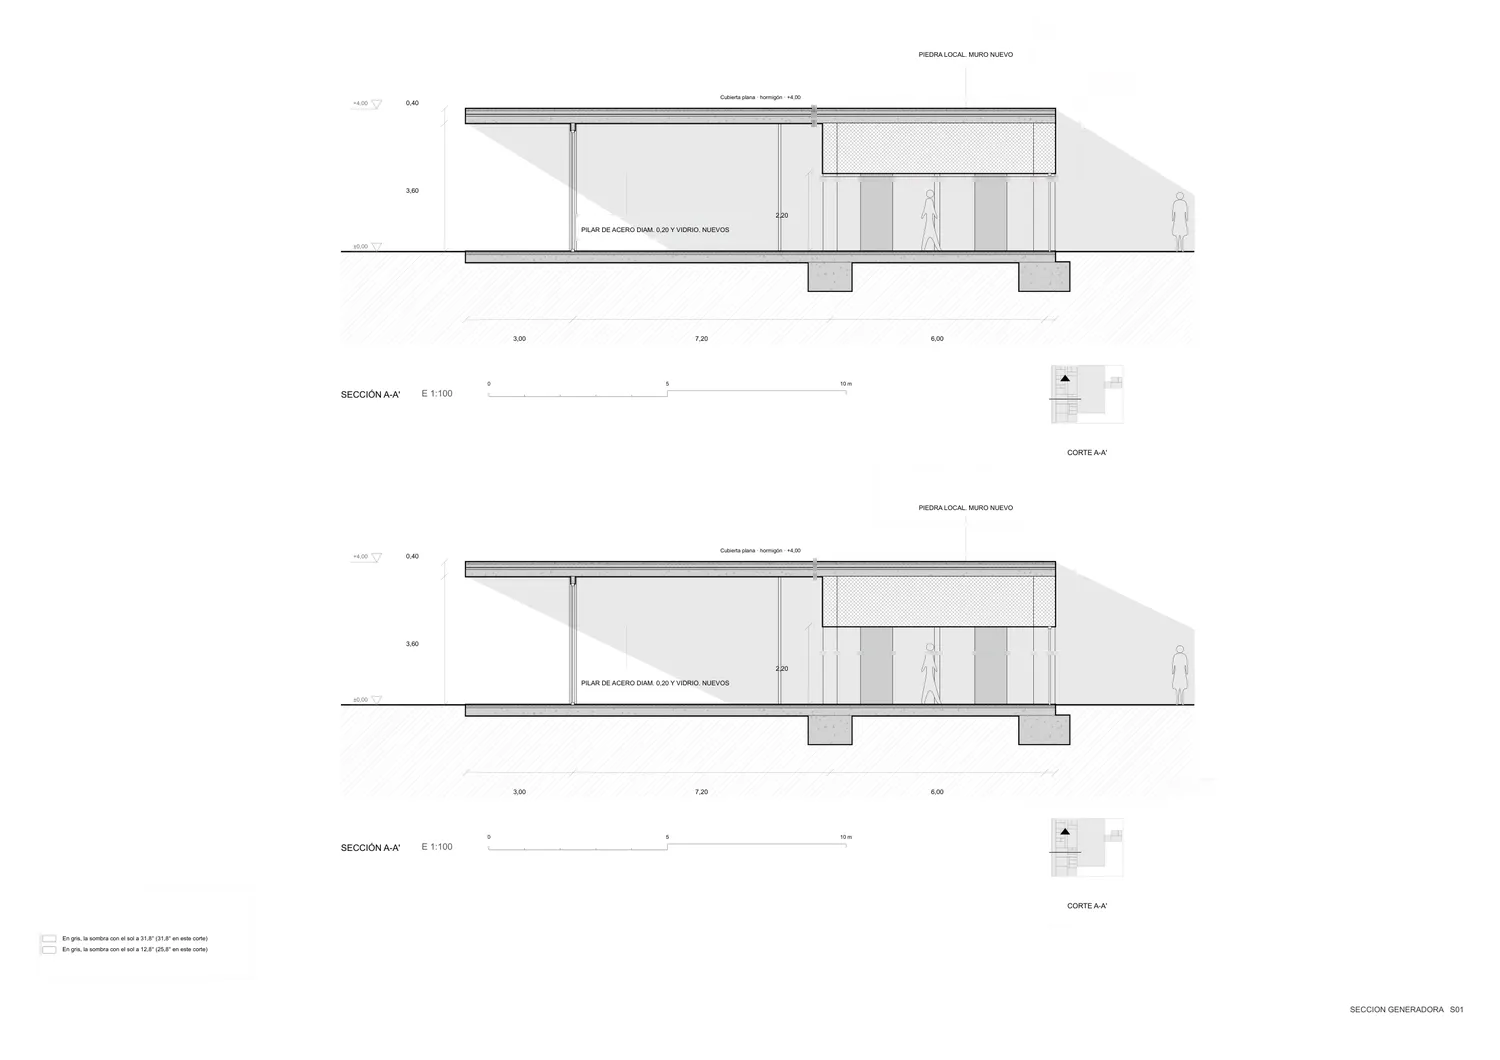 PIEDRA LOCAL. MURO NUEVO
Cubierta plana · hormigón · +4,00
+4,00
0,40
3,60
2,20
PILAR DE ACERO DIAM. 0,20 Y VIDRIO. NUEVOS
±0,00
3,00
7,20
6,00
SECCIÓN A-A'
E 1:100
0
5
10 m
CORTE A-A'
PIEDRA LOCAL. MURO NUEVO
Cubierta plana · hormigón · +4,00
+4,00
0,40
3,60
2,20
PILAR DE ACERO DIAM. 0,20 Y VIDRIO. NUEVOS
±0,00
3,00
7,20
6,00
SECCIÓN A-A'
E 1:100
0
5
10 m
CORTE A-A'
En gris, la sombra con el sol a 31,8° (31,8° en este corte)
En gris, la sombra con el sol a 12,8° (25,8° en este corte)
SECCION GENERADORA S01